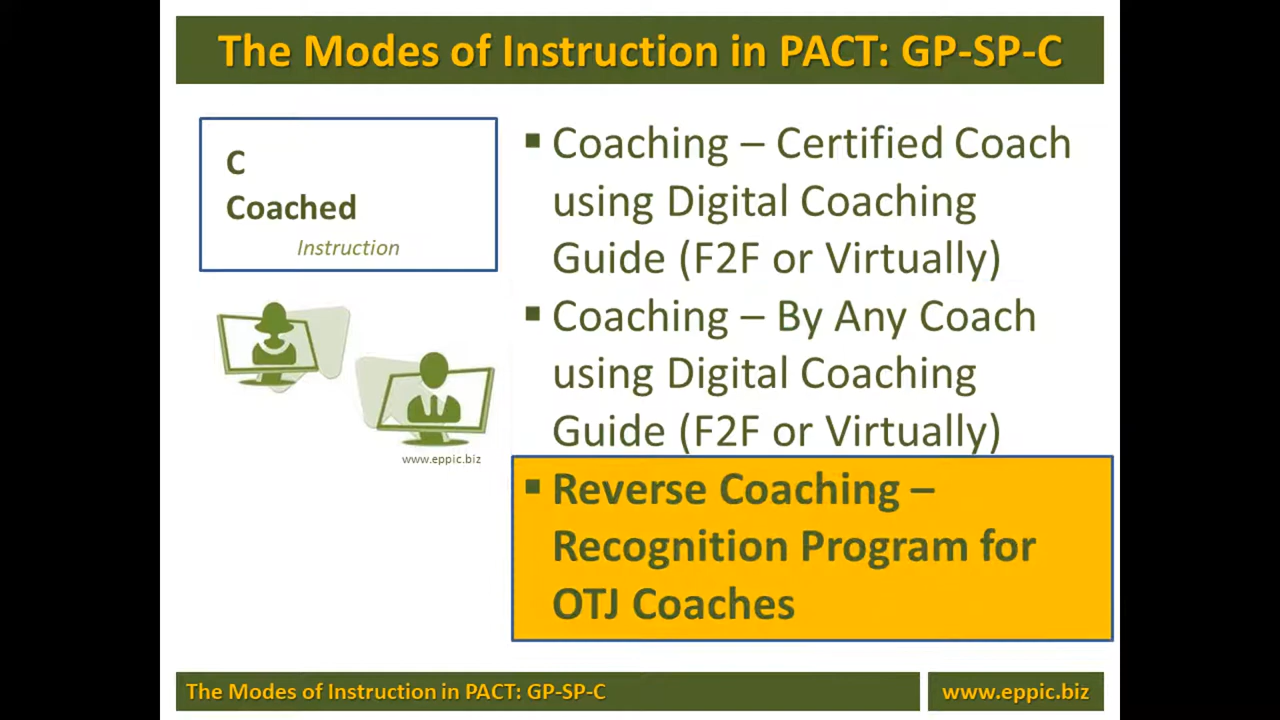 The Modes of Instruction in PACT: GP-SP-C
C
Coached
Instruction
www.eppic.biz
▪ Coaching – Certified Coach
using Digital Coaching
Guide (F2F or Virtually)
▪ Coaching – By Any Coach
using Digital Coaching
Guide (F2F or Virtually)
▪ Reverse Coaching –
Recognition Program for
OTJ Coaches
The Modes of Instruction in PACT: GP-SP-C
www.eppic.biz